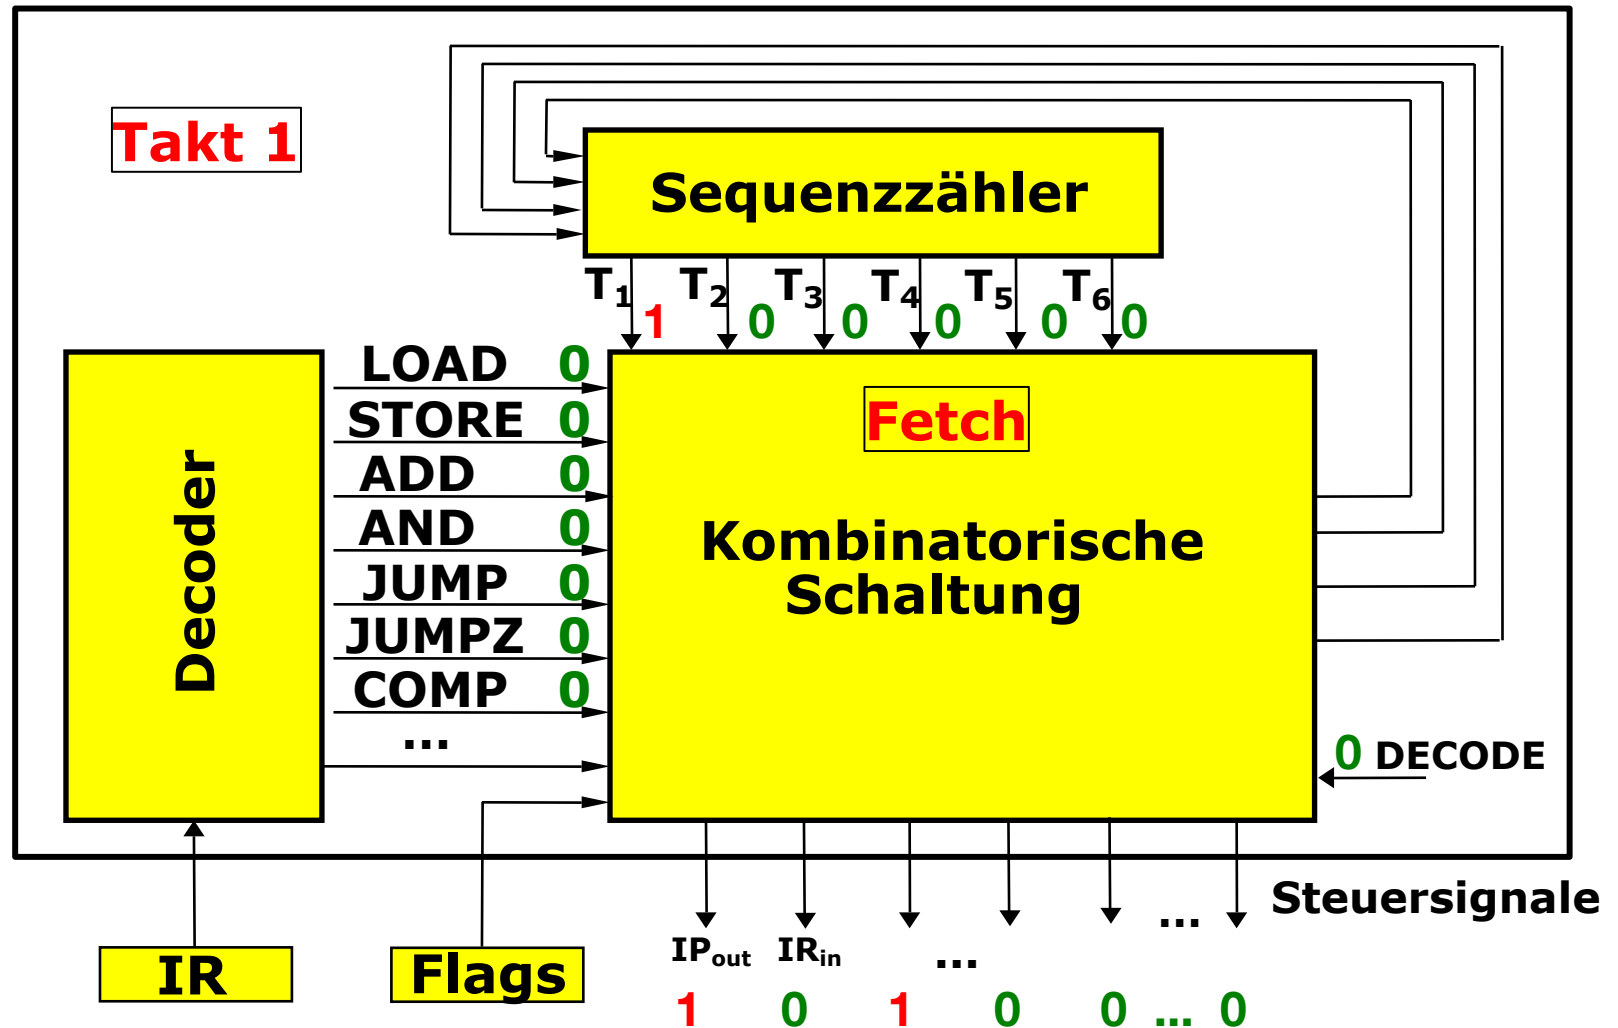 Takt 1
Sequenzzähler
T1 T2 T3 T4 T5 T6
1 0 0 0 0 0
LOAD 0
STORE 0
ADD 0
AND 0
JUMP 0
JUMPZ 0
COMP 0
...
Decoder
Fetch
Kombinatorische
Schaltung
0 DECODE
Steuersignale
IPout IRin ... ...
1 0 1 0 0 ... 0
IR
Flags